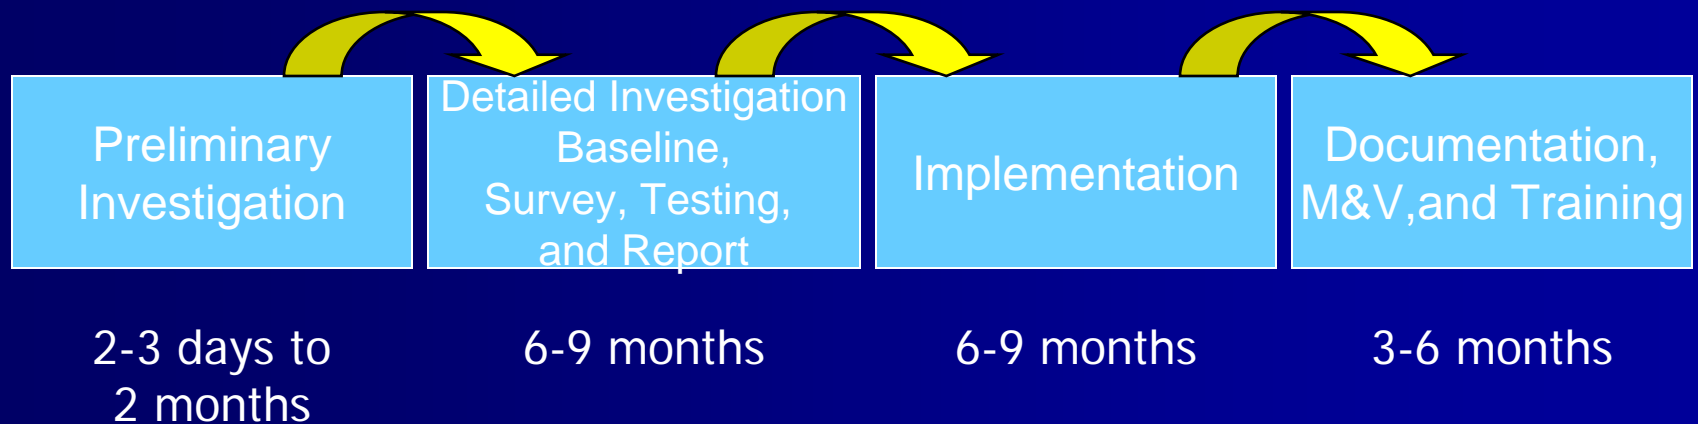 Preliminary
Investigation
Detailed Investigation
Baseline,
Survey, Testing,
and Report
Implementation
Documentation,
M&V,and Training
2-3 days to
2 months
6-9 months
6-9 months
3-6 months